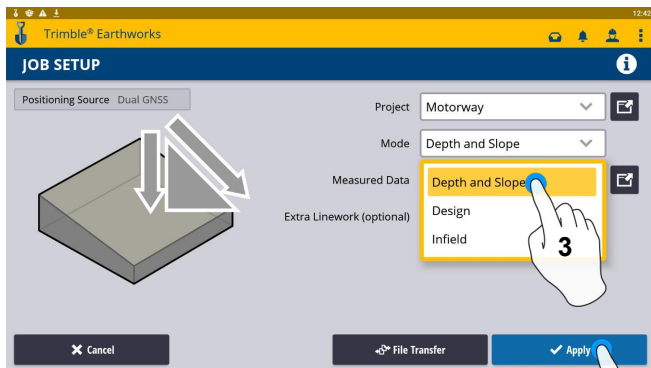 12:42
Trimble® Earthworks
JOB SETUP
Positioning Source Dual GNSS
Project Motorway
Mode Depth and Slope
Measured Data
Depth and Slope
Design
Extra Linework (optional)
Infield
3
Cancel
File Transfer
Apply